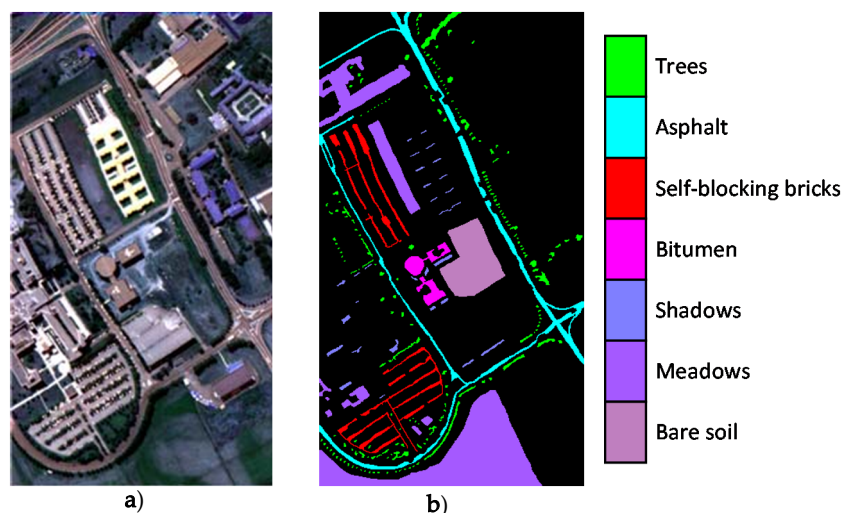 Trees
Asphalt
Self-blocking bricks
Bitumen
Shadows
Meadows
Bare soil
a)
b)